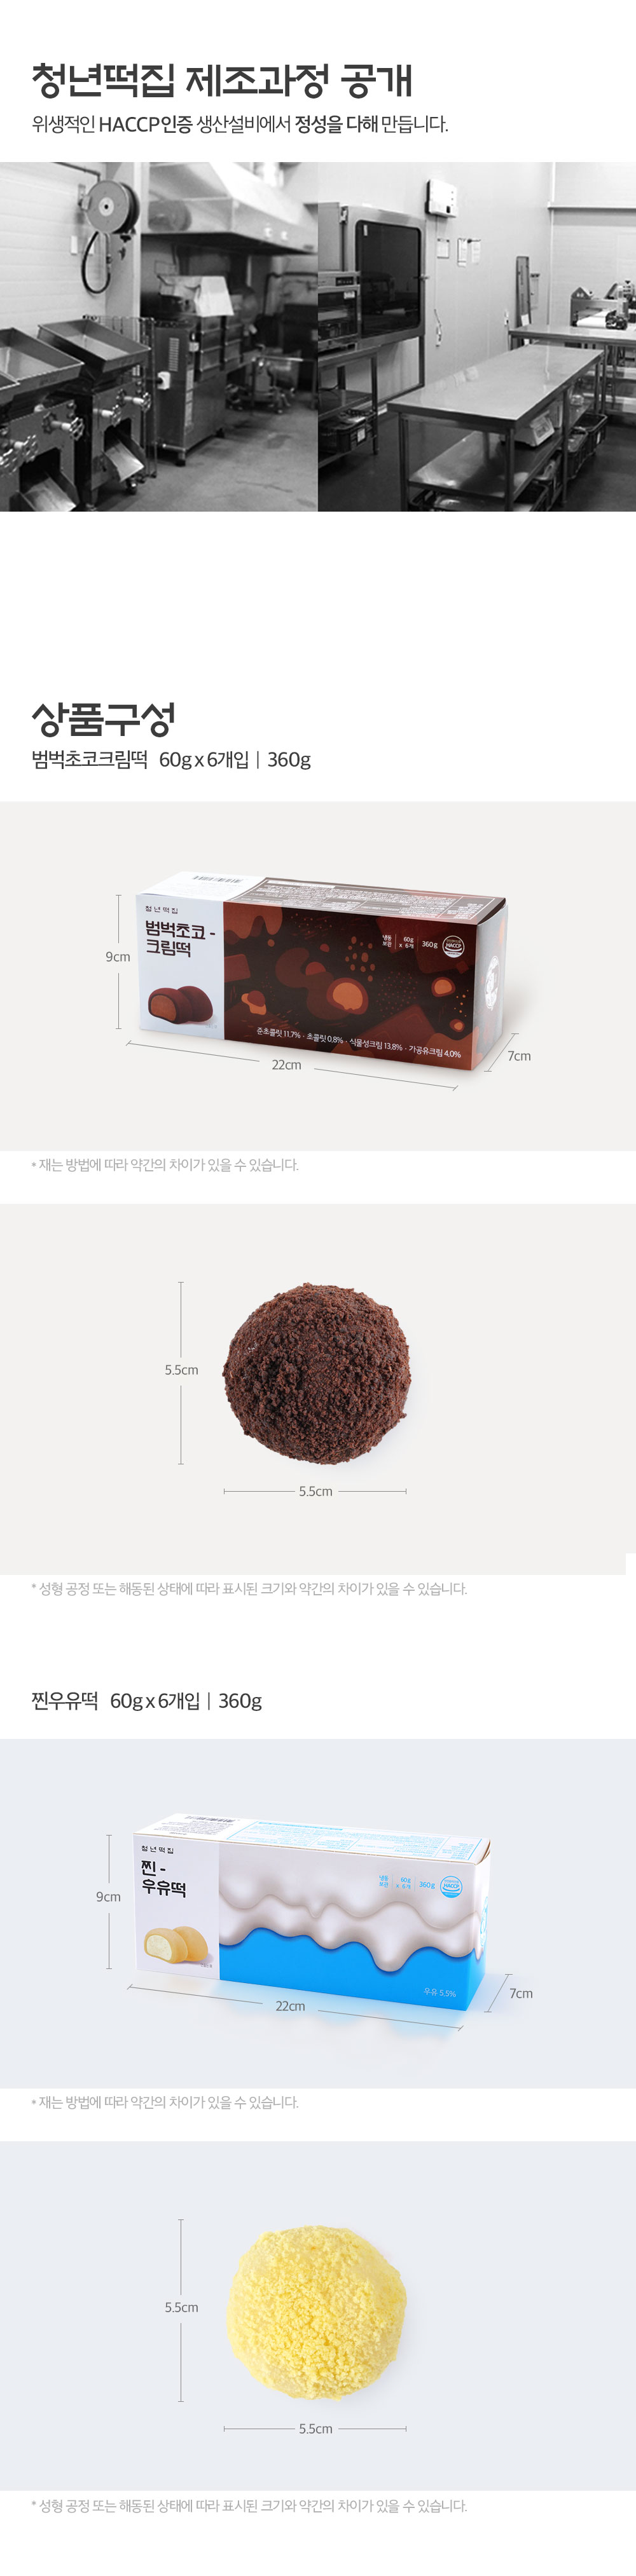 청년떡집 제조과정 공개
위생적인 HACCP인증 생산설비에서 정성을 다해 만듭니다.
상품구성
범벅초코크림떡 60g x 6개입 | 360g
청년떡집
범벅초코 -
크림떡
냉동
보관
60g
x 6개
360g
HACCP
준초콜릿 11.7% · 초콜릿 0.8% · 식물성크림 13.8% · 가공유크림 4.0%
9cm
22cm
7cm
* 재는 방법에 따라 약간의 차이가 있을 수 있습니다.
5.5cm
5.5cm
* 성형 공정 또는 해동된 상태에 따라 표시된 크기와 약간의 차이가 있을 수 있습니다.
찐우유떡 60g x 6개입 | 360g
청년떡집
찐 -
우유떡
냉동
보관
60g
x 6개
360g
HACCP
우유 5.5%
9cm
22cm
7cm
* 재는 방법에 따라 약간의 차이가 있을 수 있습니다.
5.5cm
5.5cm
* 성형 공정 또는 해동된 상태에 따라 표시된 크기와 약간의 차이가 있을 수 있습니다.